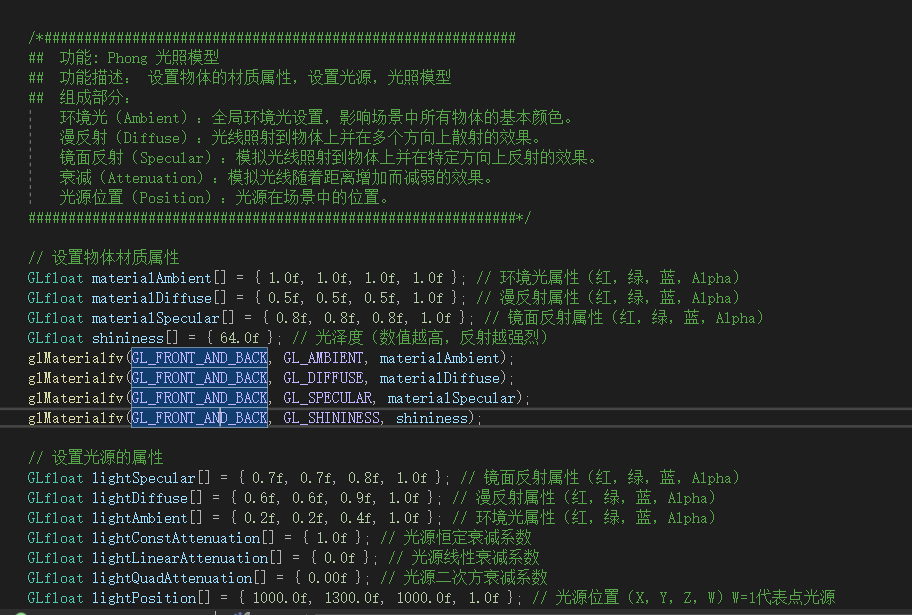 /*###########################################################
## 功能: Phong 光照模型
## 功能描述： 设置物体的材质属性，设置光源，光照模型
## 组成部分：
环境光（Ambient）：全局环境光设置，影响场景中所有物体的基本颜色。
漫反射（Diffuse）：光线照射到物体上并在多个方向上散射的效果。
镜面反射（Specular）：模拟光线照射到物体上并在特定方向上反射的效果。
衰减（Attenuation）：模拟光线随着距离增加而减弱的效果。
光源位置（Position）：光源在场景中的位置。
#############################################################*/
// 设置物体材质属性
GLfloat materialAmbient[] = { 1.0f, 1.0f, 1.0f, 1.0f }; // 环境光属性（红，绿，蓝，Alpha）
GLfloat materialDiffuse[] = { 0.5f, 0.5f, 0.5f, 1.0f }; // 漫反射属性（红，绿，蓝，Alpha）
GLfloat materialSpecular[] = { 0.8f, 0.8f, 0.8f, 1.0f }; // 镜面反射属性（红，绿，蓝，Alpha）
GLfloat shininess[] = { 64.0f }; // 光泽度（数值越高，反射越强烈）
glMaterialfv(GL_FRONT_AND_BACK, GL_AMBIENT, materialAmbient);
glMaterialfv(GL_FRONT_AND_BACK, GL_DIFFUSE, materialDiffuse);
glMaterialfv(GL_FRONT_AND_BACK, GL_SPECULAR, materialSpecular);
glMaterialfv(GL_FRONT_AND_BACK, GL_SHININESS, shininess);
// 设置光源的属性
GLfloat lightSpecular[] = { 0.7f, 0.7f, 0.8f, 1.0f }; // 镜面反射属性（红，绿，蓝，Alpha）
GLfloat lightDiffuse[] = { 0.6f, 0.6f, 0.9f, 1.0f }; // 漫反射属性（红，绿，蓝，Alpha）
GLfloat lightAmbient[] = { 0.2f, 0.2f, 0.4f, 1.0f }; // 环境光属性（红，绿，蓝，Alpha）
GLfloat lightConstAttenuation[] = { 1.0f }; // 光源恒定衰减系数
GLfloat lightLinearAttenuation[] = { 0.0f }; // 光源线性衰减系数
GLfloat lightQuadAttenuation[] = { 0.00f }; // 光源二次方衰减系数
GLfloat lightPosition[] = { 1000.0f, 1300.0f, 1000.0f, 1.0f }; // 光源位置（X，Y，Z，W）W=1代表点光源